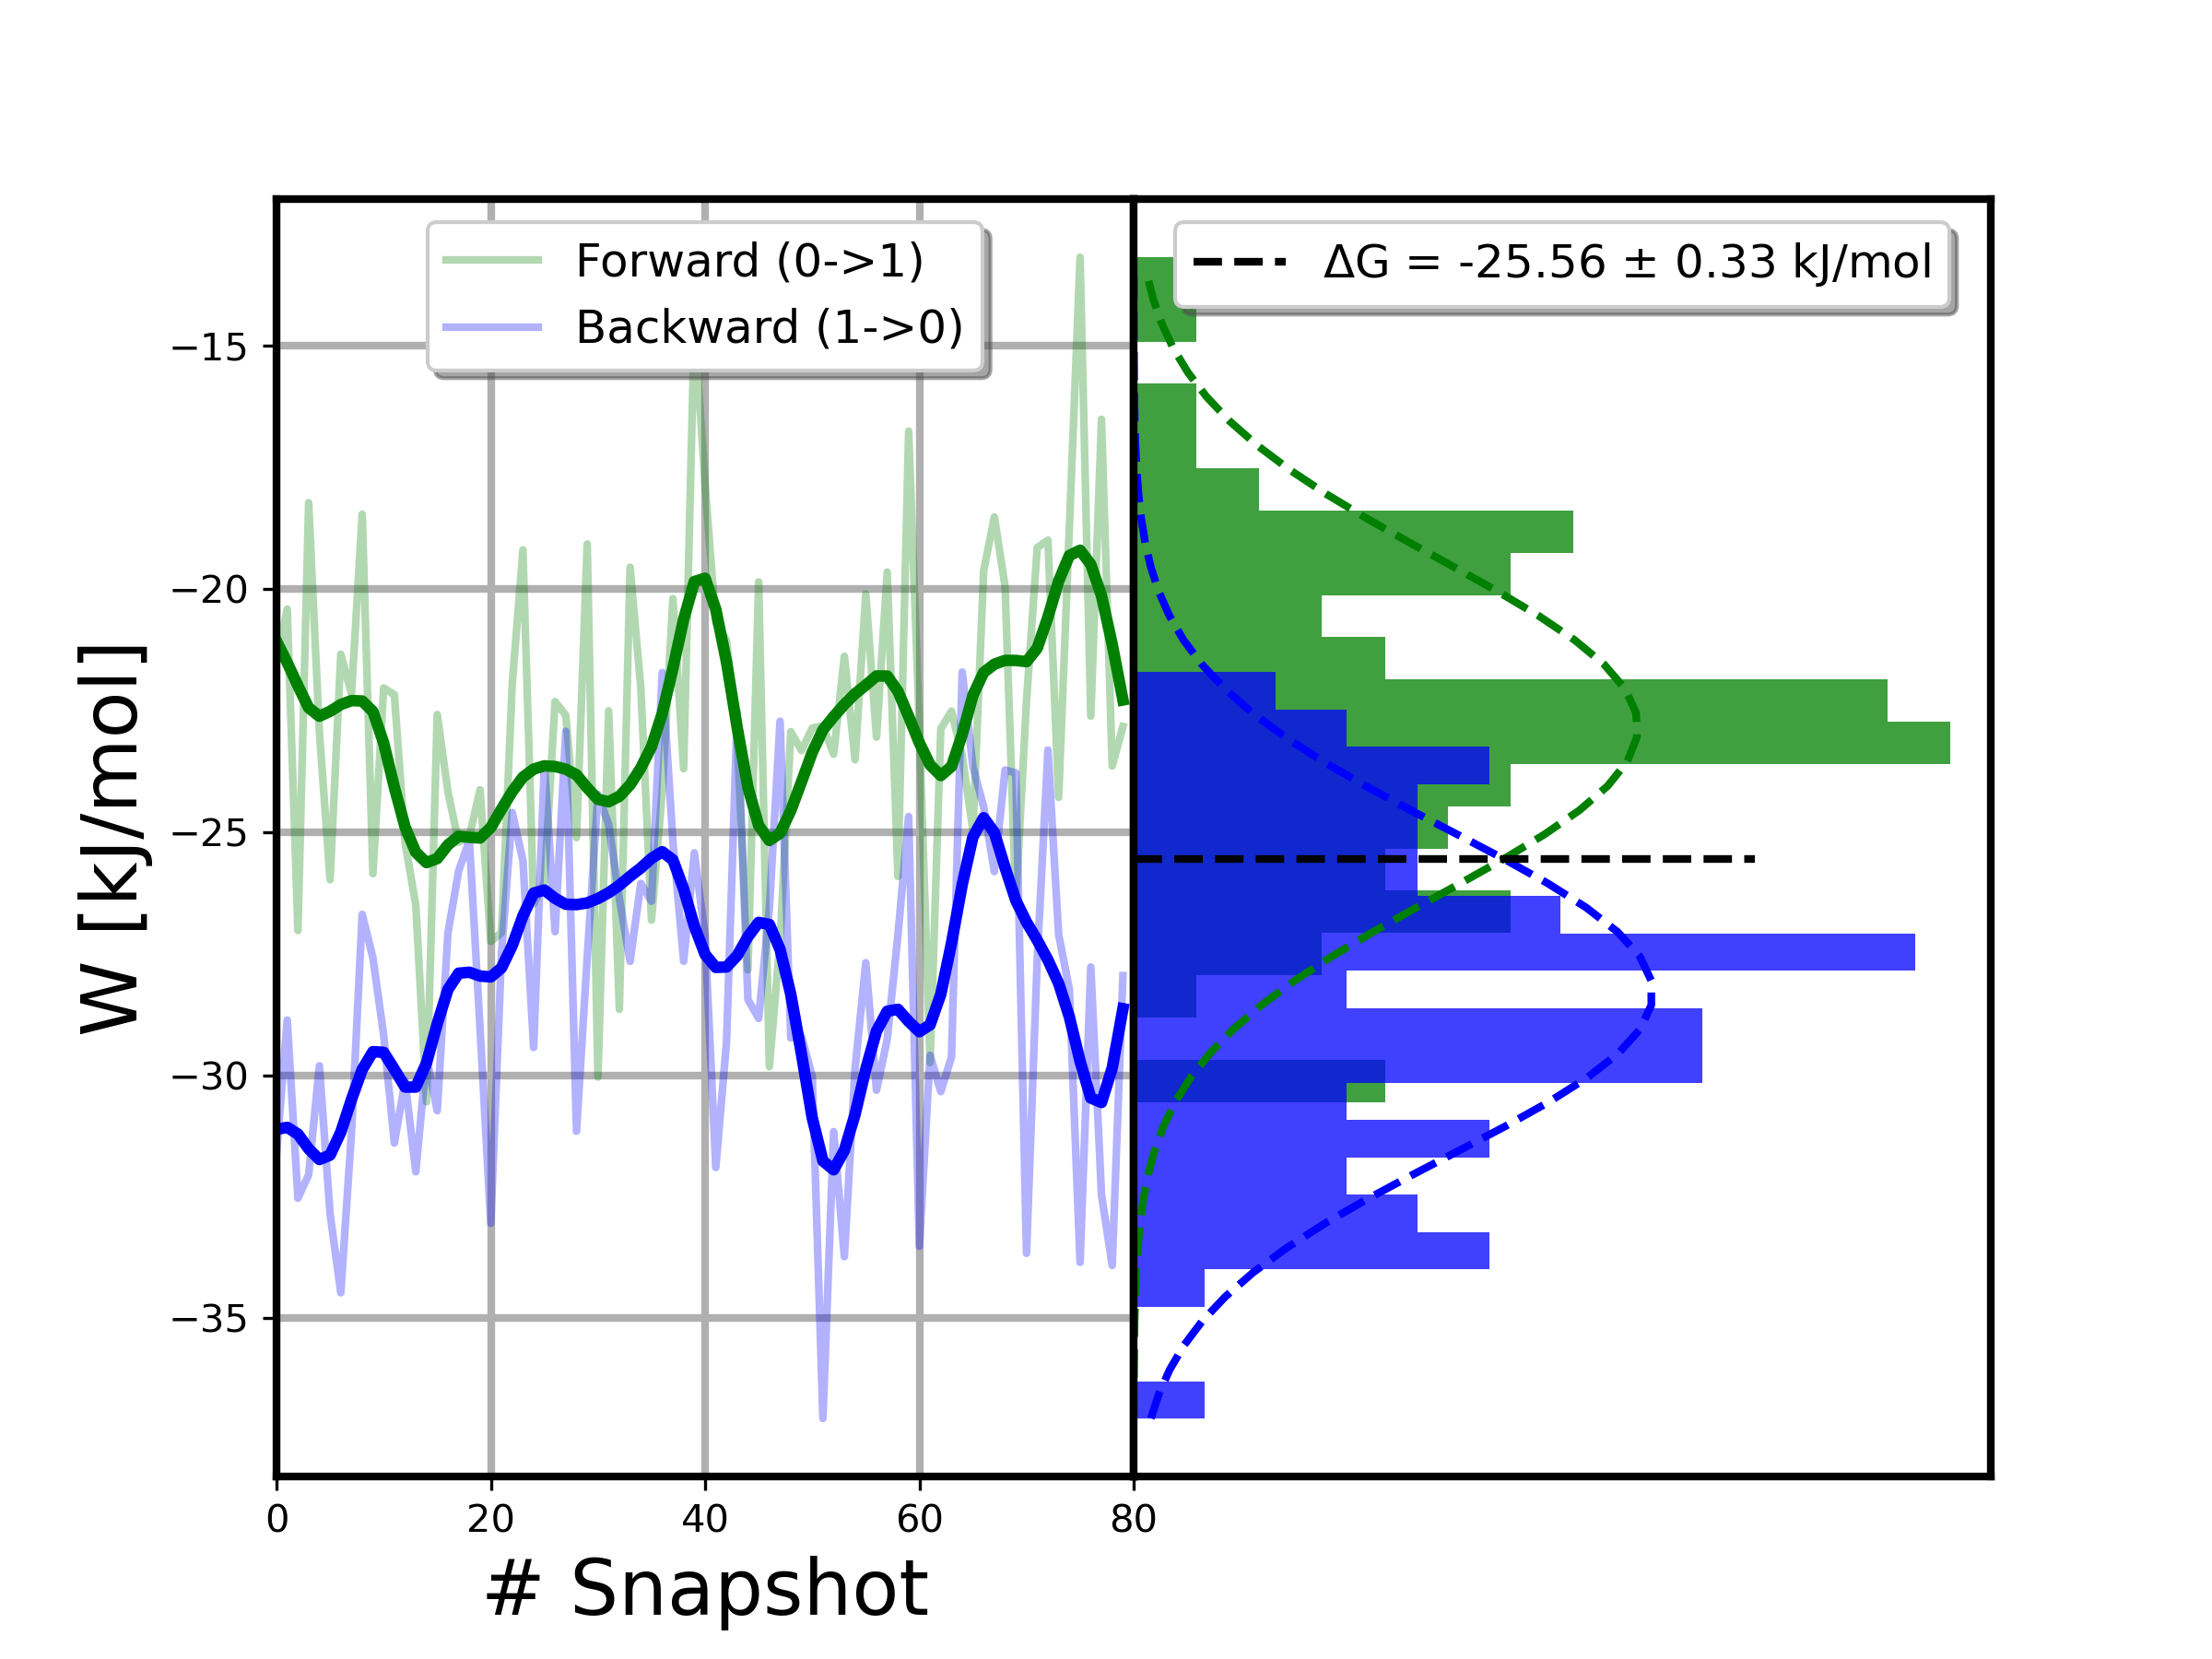 Forward (0->1)
Backward (1->0)
ΔG = -25.56 ± 0.33 kJ/mol
W [kJ/mol]
−15
−20
−25
−30
−35
0 20 40 60 80
# Snapshot